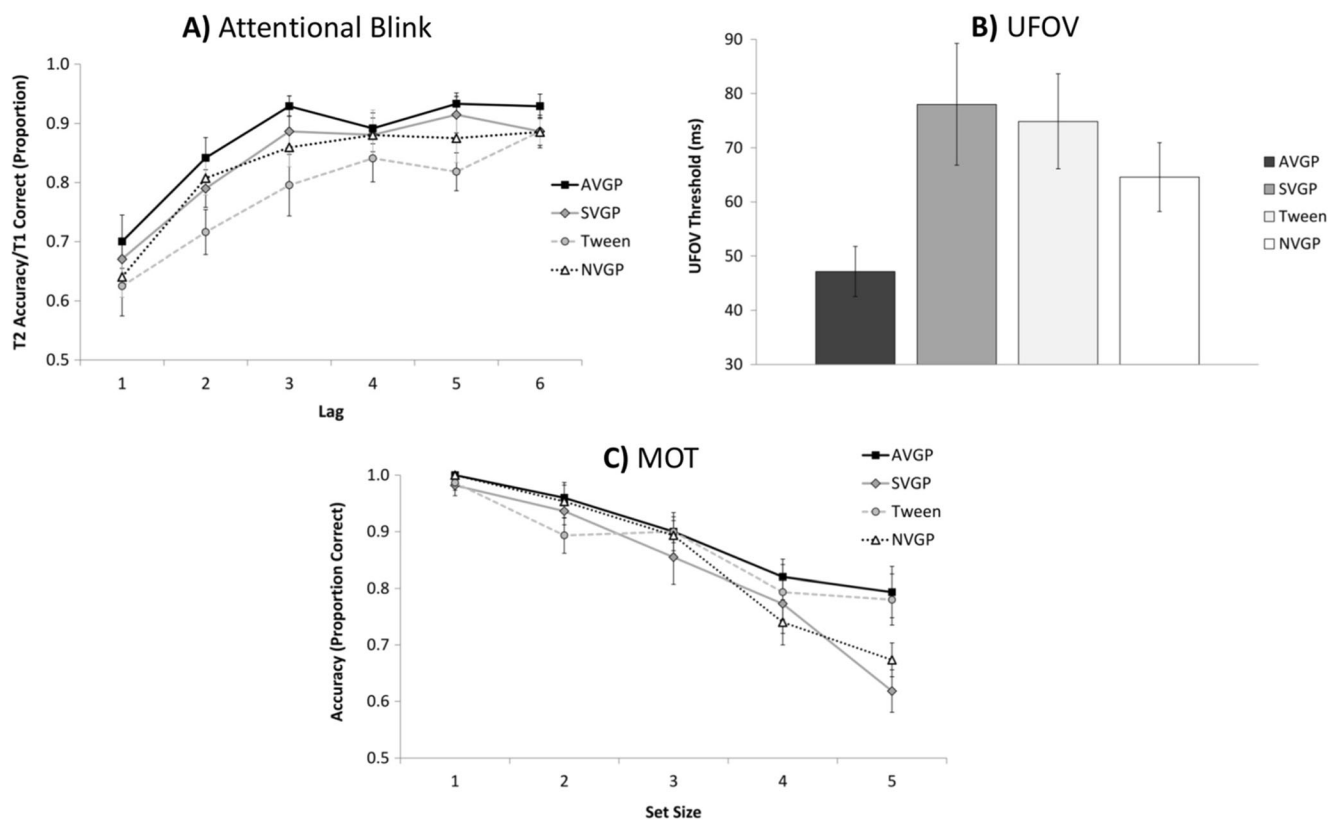 A) Attentional Blink
T2 Accuracy/T1 Correct (Proportion)
1.0
0.9
0.8
0.7
0.6
0.5
1 2 3 4 5 6
Lag
AVGP
SVGP
Tween
NVGP
B) UFOV
UFOV Threshold (ms)
90
80
70
60
50
40
30
AVGP
SVGP
Tween
NVGP
C) MOT
Accuracy (Proportion Correct)
1.0
0.9
0.8
0.7
0.6
0.5
1 2 3 4 5
Set Size
AVGP
SVGP
Tween
NVGP